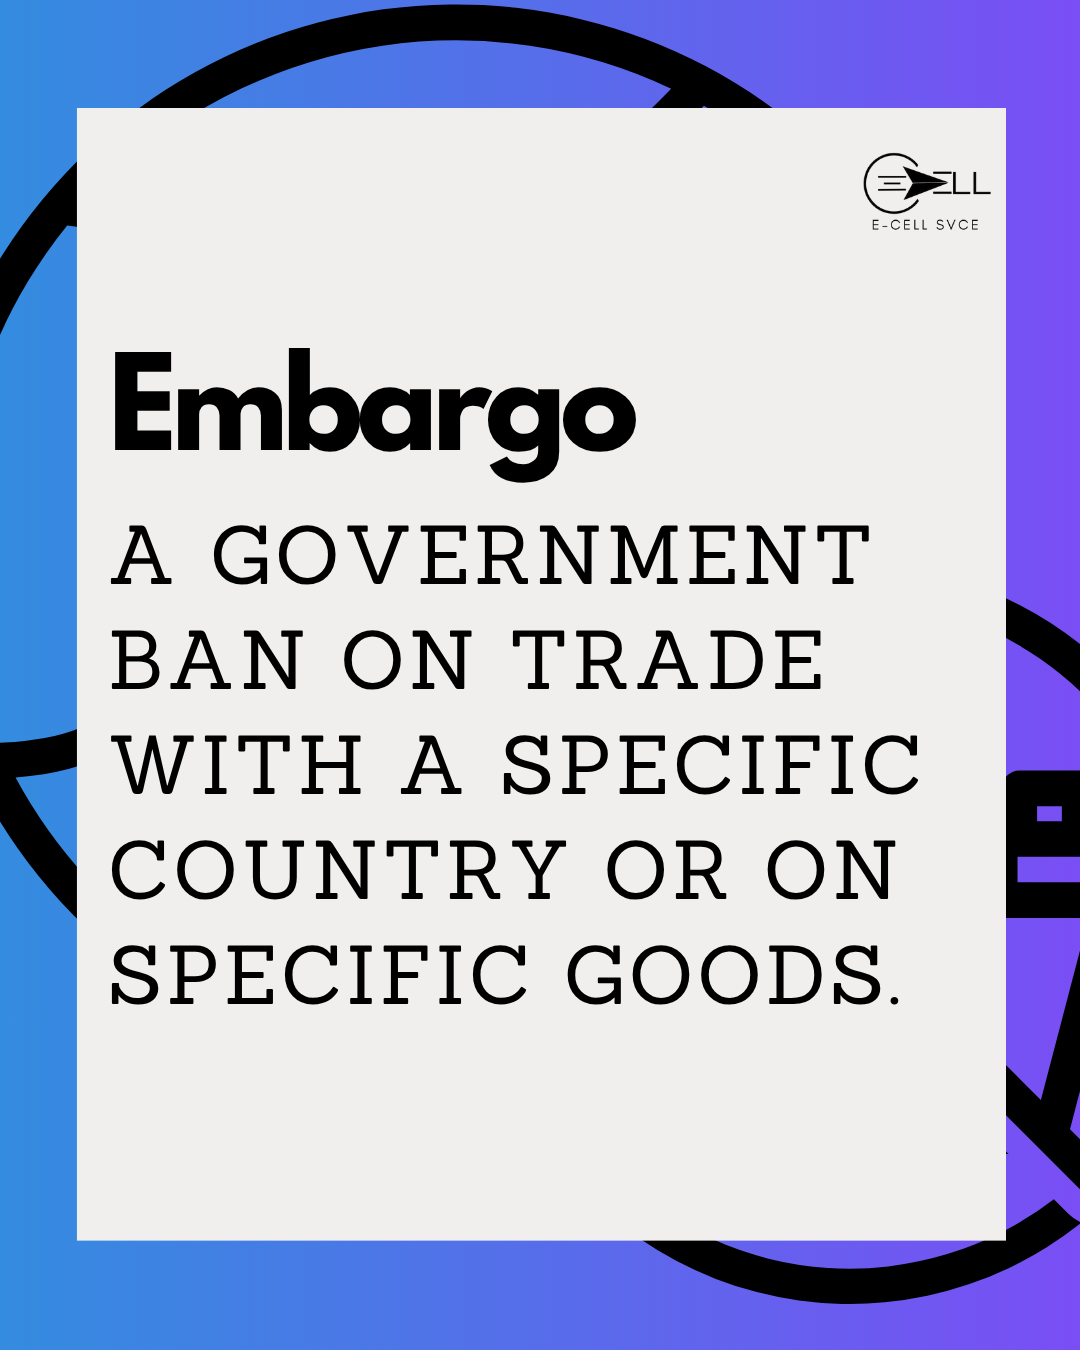 ELL
E-CELL SVCE
Embargo
A GOVERNMENT
BAN ON TRADE
WITH A SPECIFIC
COUNTRY OR ON
SPECIFIC GOODS.